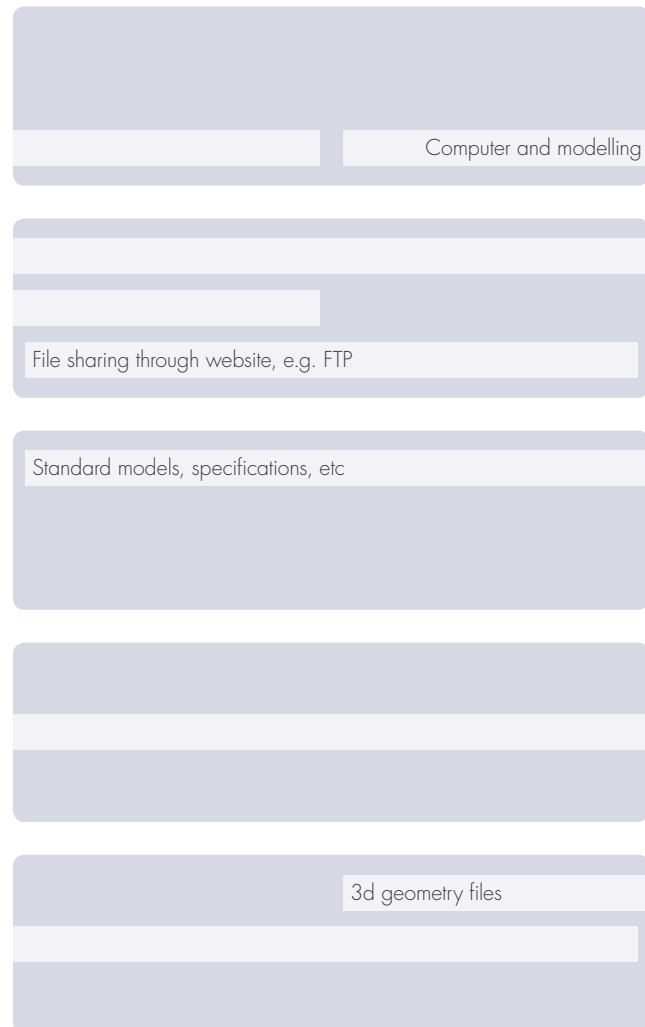 Computer and modelling
File sharing through website, e.g. FTP
Standard models, specifications, etc
3d geometry files